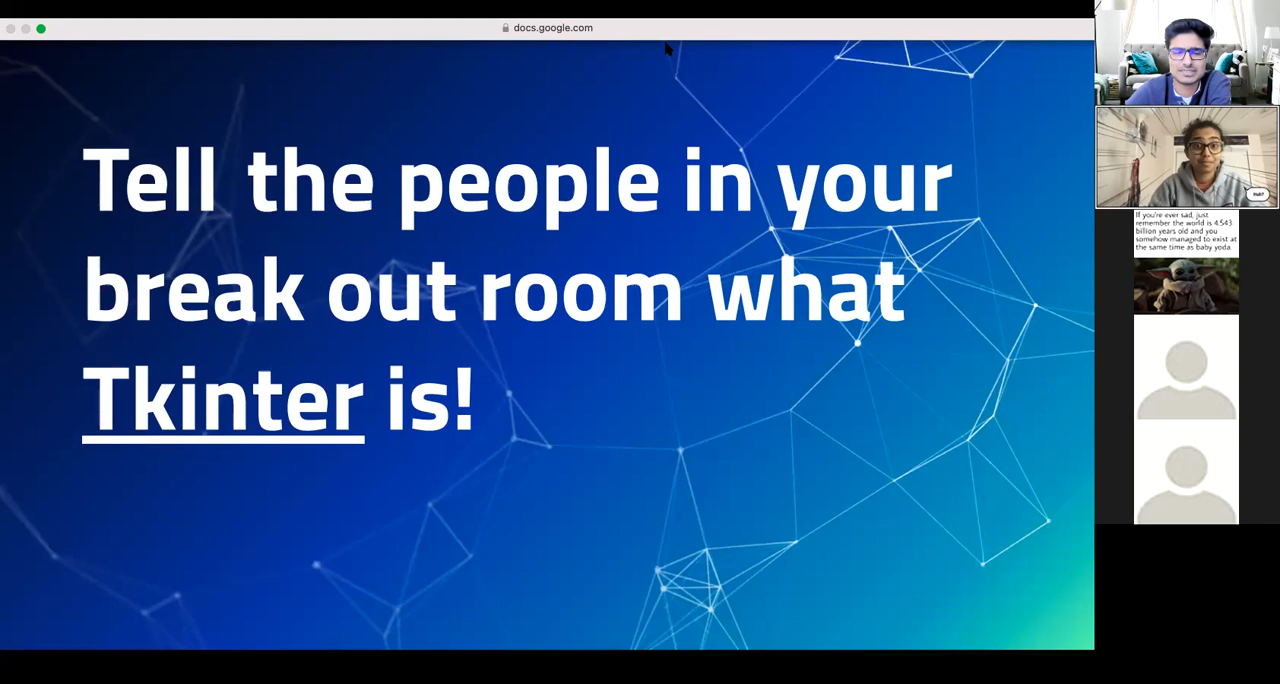 docs.google.com
Tell the people in your
break out room what
Tkinter is!
Huh?
If you're ever sad, just
remember the world is 4.543
billion years old and you
somehow managed to exist at
the same time as baby yoda.